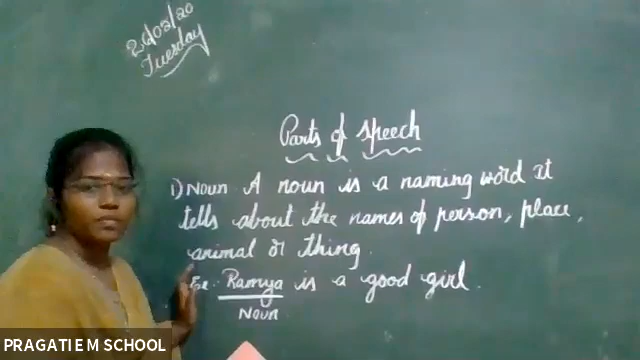 Tuesday
Parts of speech
1) Noun A noun is a naming word It
tells about the names of person, place,
animal or thing.
Ex: Ramya is a good girl.
Noun
PRAGATI E M SCHOOL